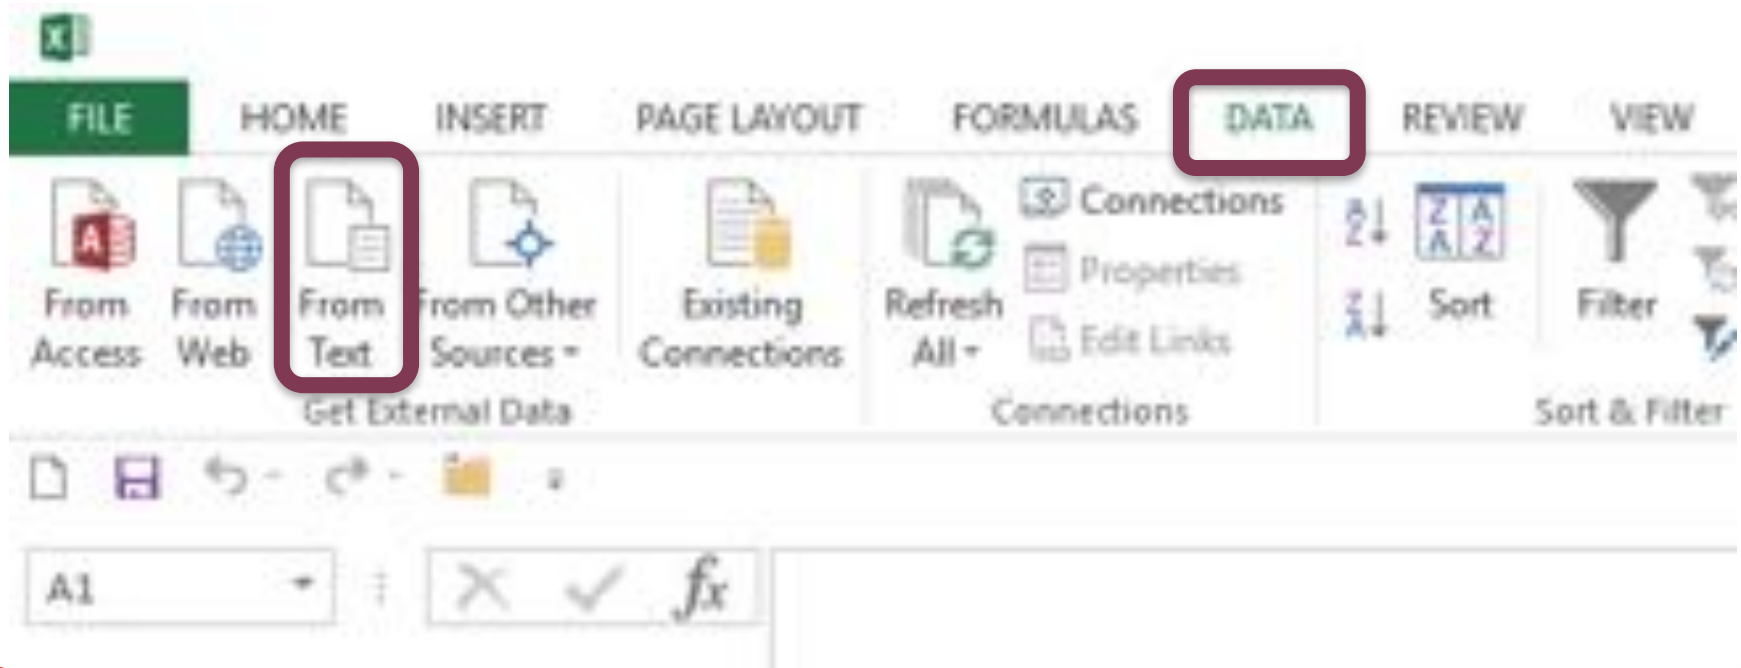 FILE HOME INSERT PAGE LAYOUT FORMULAS DATA REVIEW VIEW
From Access
From Web
From Text
From Other Sources
Existing Connections
Refresh All
Connections
Properties
Edit Links
Sort
Filter
Get External Data
Connections
Sort & Filter
A1
fx